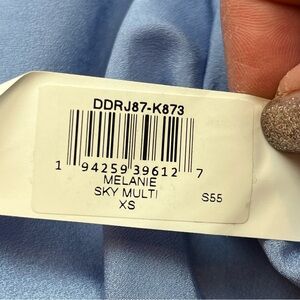 DDRJ87-K873
1 94259 39612 7
MELANIE
SKY MULTI
XS
S55